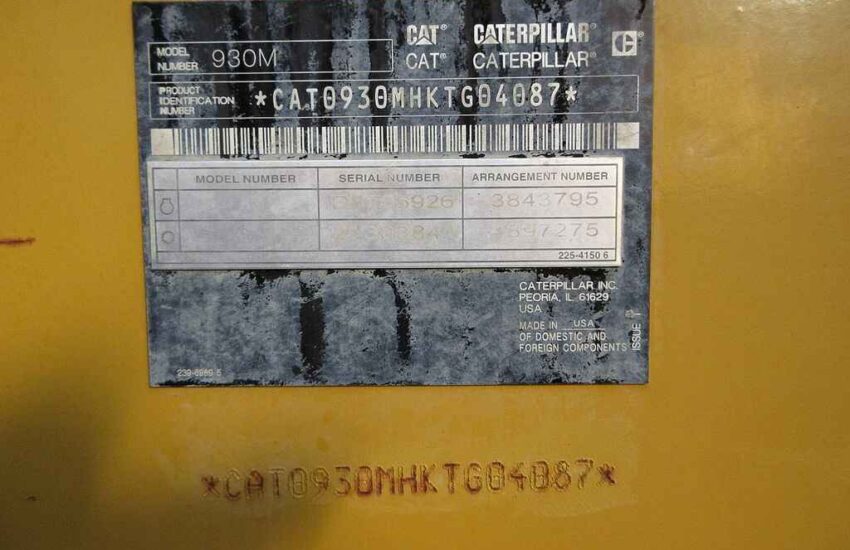 CAT® CATERPILLAR®
MODEL NUMBER 930M CAT® CATERPILLAR®
PRODUCT IDENTIFICATION NUMBER *CAT0930MHKTG04087*
MODEL NUMBER SERIAL NUMBER ARRANGEMENT NUMBER
3843795
225-4150 6
CATERPILLAR INC.
PEORIA, IL 61629
USA
MADE IN USA
OF DOMESTIC AND
FOREIGN COMPONENTS
ISSUE 1
*CAT0930MHKTG04087*